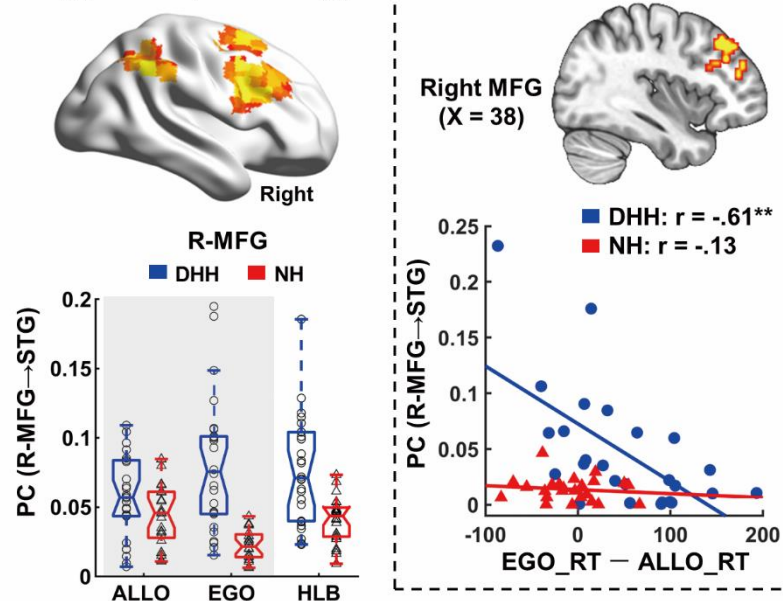 Right
R-MFG
DHH NH
PC (R-MFG→STG)
0.2
0.15
0.1
0.05
0
ALLO EGO HLB
Right MFG
(X = 38)
DHH: r = -.61**
NH: r = -.13
PC (R-MFG→STG)
0.25
0.2
0.15
0.1
0.05
0
-100 0 100 200
EGO_RT — ALLO_RT